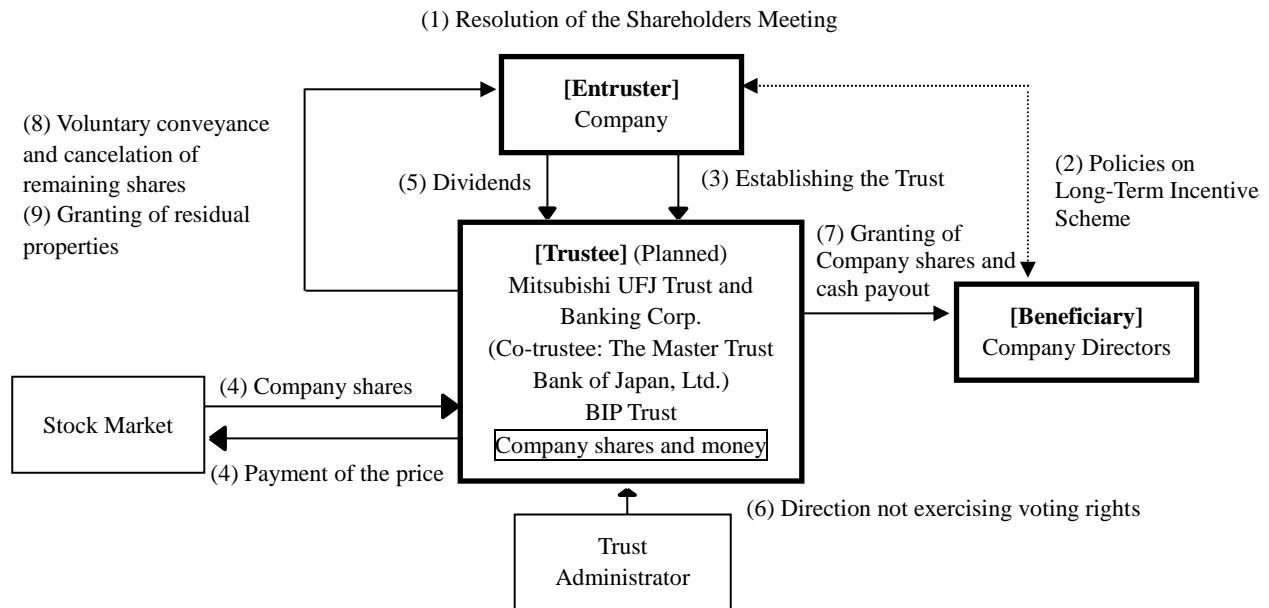 (1) Resolution of the Shareholders Meeting
[Entruster]
Company
(8) Voluntary conveyance
and cancelation of
remaining shares
(9) Granting of residual
properties
(5) Dividends
(3) Establishing the Trust
(2) Policies on
Long-Term Incentive
Scheme
[Trustee] (Planned)
Mitsubishi UFJ Trust and
Banking Corp.
(Co-trustee: The Master Trust
Bank of Japan, Ltd.)
BIP Trust
Company shares and money
(7) Granting of
Company shares and
cash payout
[Beneficiary]
Company Directors
(4) Company shares
Stock Market
(4) Payment of the price
(6) Direction not exercising voting rights
Trust
Administrator